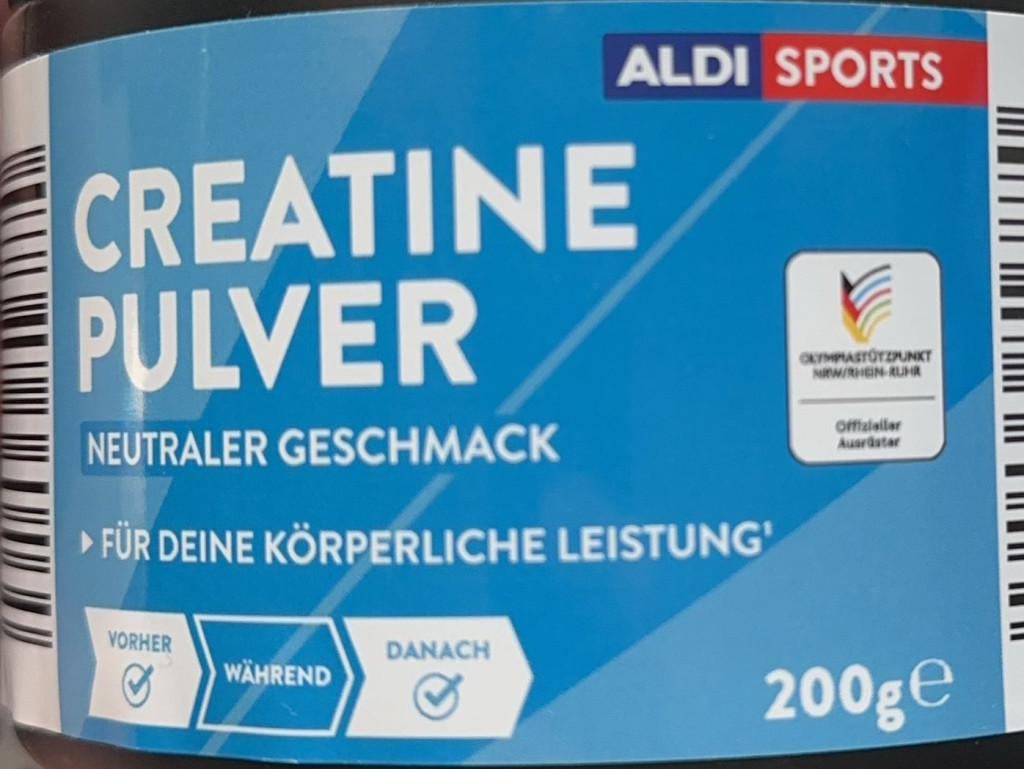 ALDI SPORTS
CREATINE
PULVER
NEUTRALER GESCHMACK
FÜR DEINE KÖRPERLICHE LEISTUNG¹
OLYMPIASTÜTZPUNKT
NRW/RHEIN-RUHR
Offizieller
Ausrüster
VORHER
WÄHREND
DANACH
200g℮